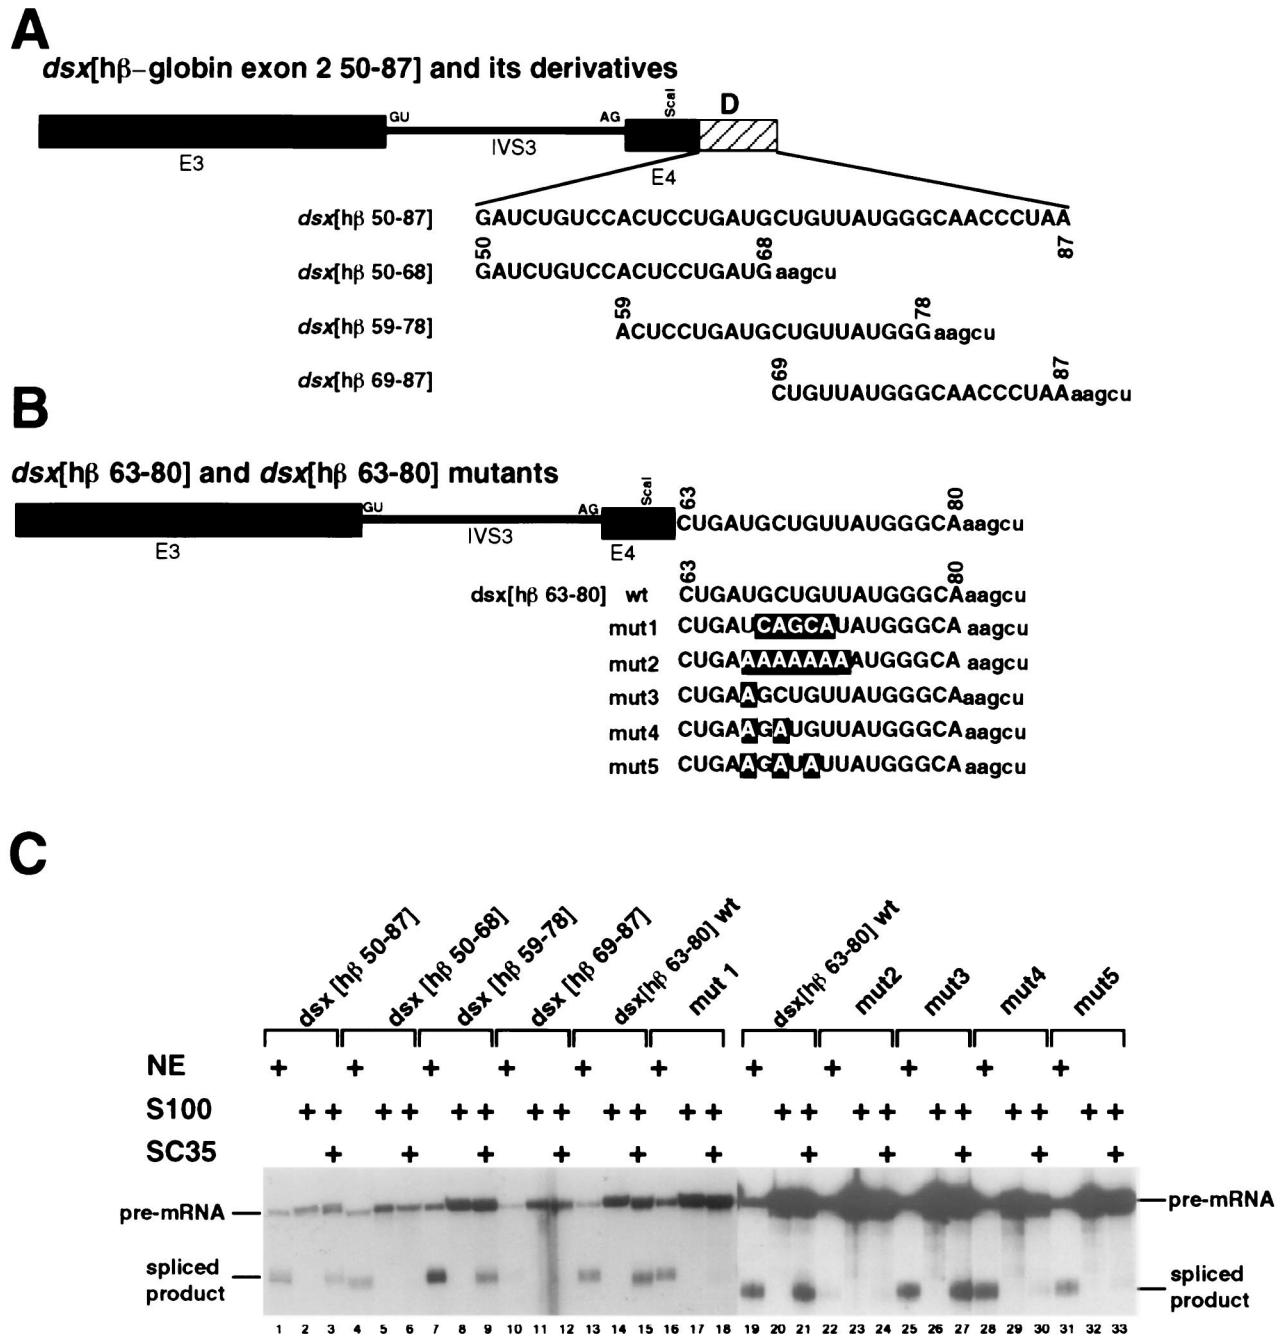 A
dsx[hβ–globin exon 2 50-87] and its derivatives
GU AG ScaI D
E3 IVS3 E4
dsx[hβ 50-87] GAUCUGUCCACUCCUGAUGCUGUUAUGGGCAACCCUAA
50 68 87
dsx[hβ 50-68] GAUCUGUCCACUCCUGAUGaagcu
59 78
dsx[hβ 59-78] ACUCCUGAUGCUGUUAUGGGaagcu
69 87
dsx[hβ 69-87] CUGUUAUGGGCAACCCUAAaagcu
B
dsx[hβ 63-80] and dsx[hβ 63-80] mutants
GU AG ScaI 63 80
CUGAUGCUGUUAUGGGCAaagcu
E3 IVS3 E4
63 80
dsx[hβ 63-80] wt CUGAUGCUGUUAUGGGCAaagcu
mut1 CUGAUCAGCAUAUGGGCA aagcu
mut2 CUGAAAAAAAAAUGGGCA aagcu
mut3 CUGAAGCUGUUAUGGGCAaagcu
mut4 CUGAAGAUGUUAUGGGCAaagcu
mut5 CUGAAGAUAUUAUGGGCAaagcu
C
dsx [hβ 50-87] dsx [hβ 50-68] dsx [hβ 59-78] dsx [hβ 69-87] dsx[hβ 63-80] wt mut 1 dsx[hβ 63-80] wt mut2 mut3 mut4 mut5
NE + + + + + + + + + + +
S100 + + + + + + + + + + + + + + + + + + + + + +
SC35 + + + + + + + + + + +
pre-mRNA pre-mRNA
spliced product spliced product
1 2 3 4 5 6 7 8 9 10 11 12 13 14 15 16 17 18 19 20 21 22 23 24 25 26 27 28 29 30 31 32 33